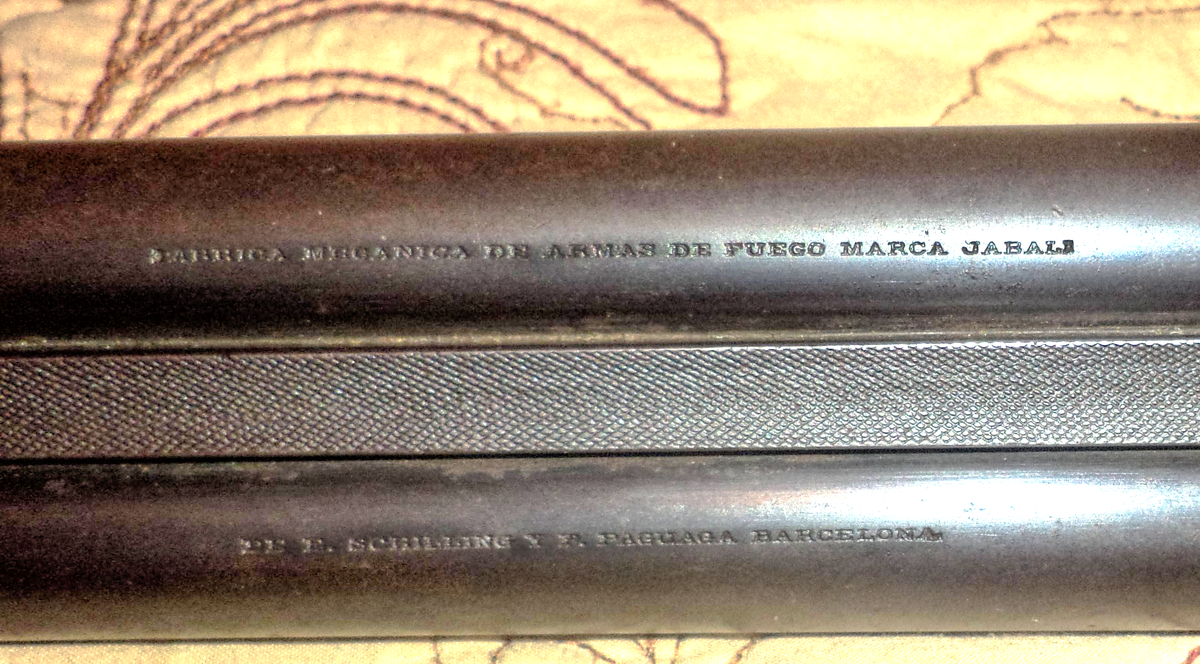 FABRICA MECANICA DE ARMAS DE FUEGO MARCA JABALI
DE E. SCHILLING Y P. PAGUAGA BARCELONA